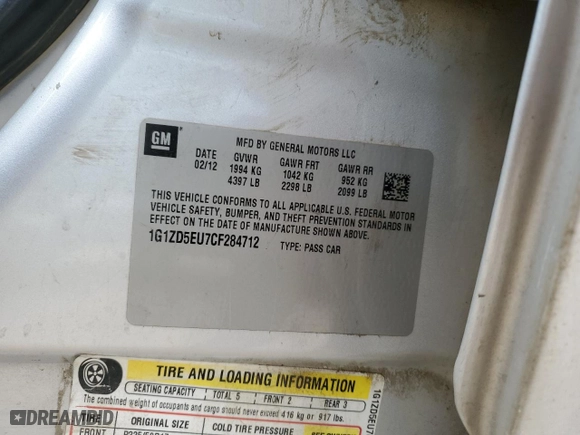 GM
MFD BY GENERAL MOTORS LLC
DATE GVWR GAWR FRT GAWR RR
02/12 1994 KG 1042 KG 952 KG
4397 LB 2298 LB 2099 LB
THIS VEHICLE CONFORMS TO ALL APPLICABLE U.S. FEDERAL MOTOR
VEHICLE SAFETY, BUMPER, AND THEFT PREVENTION STANDARDS IN
EFFECT ON THE DATE OF MANUFACTURE SHOWN ABOVE.
1G1ZD5EU7CF284712 TYPE: PASS CAR
TIRE AND LOADING INFORMATION
SEATING CAPACITY TOTAL 5 FRONT 2 REAR 3
The combined weight of occupants and cargo should never exceed 416 kg or 917 lbs.
ORIGINAL SIZE COLD TIRE PRESSURE
FRONT
1G1ZD5EU7
DREAMBID